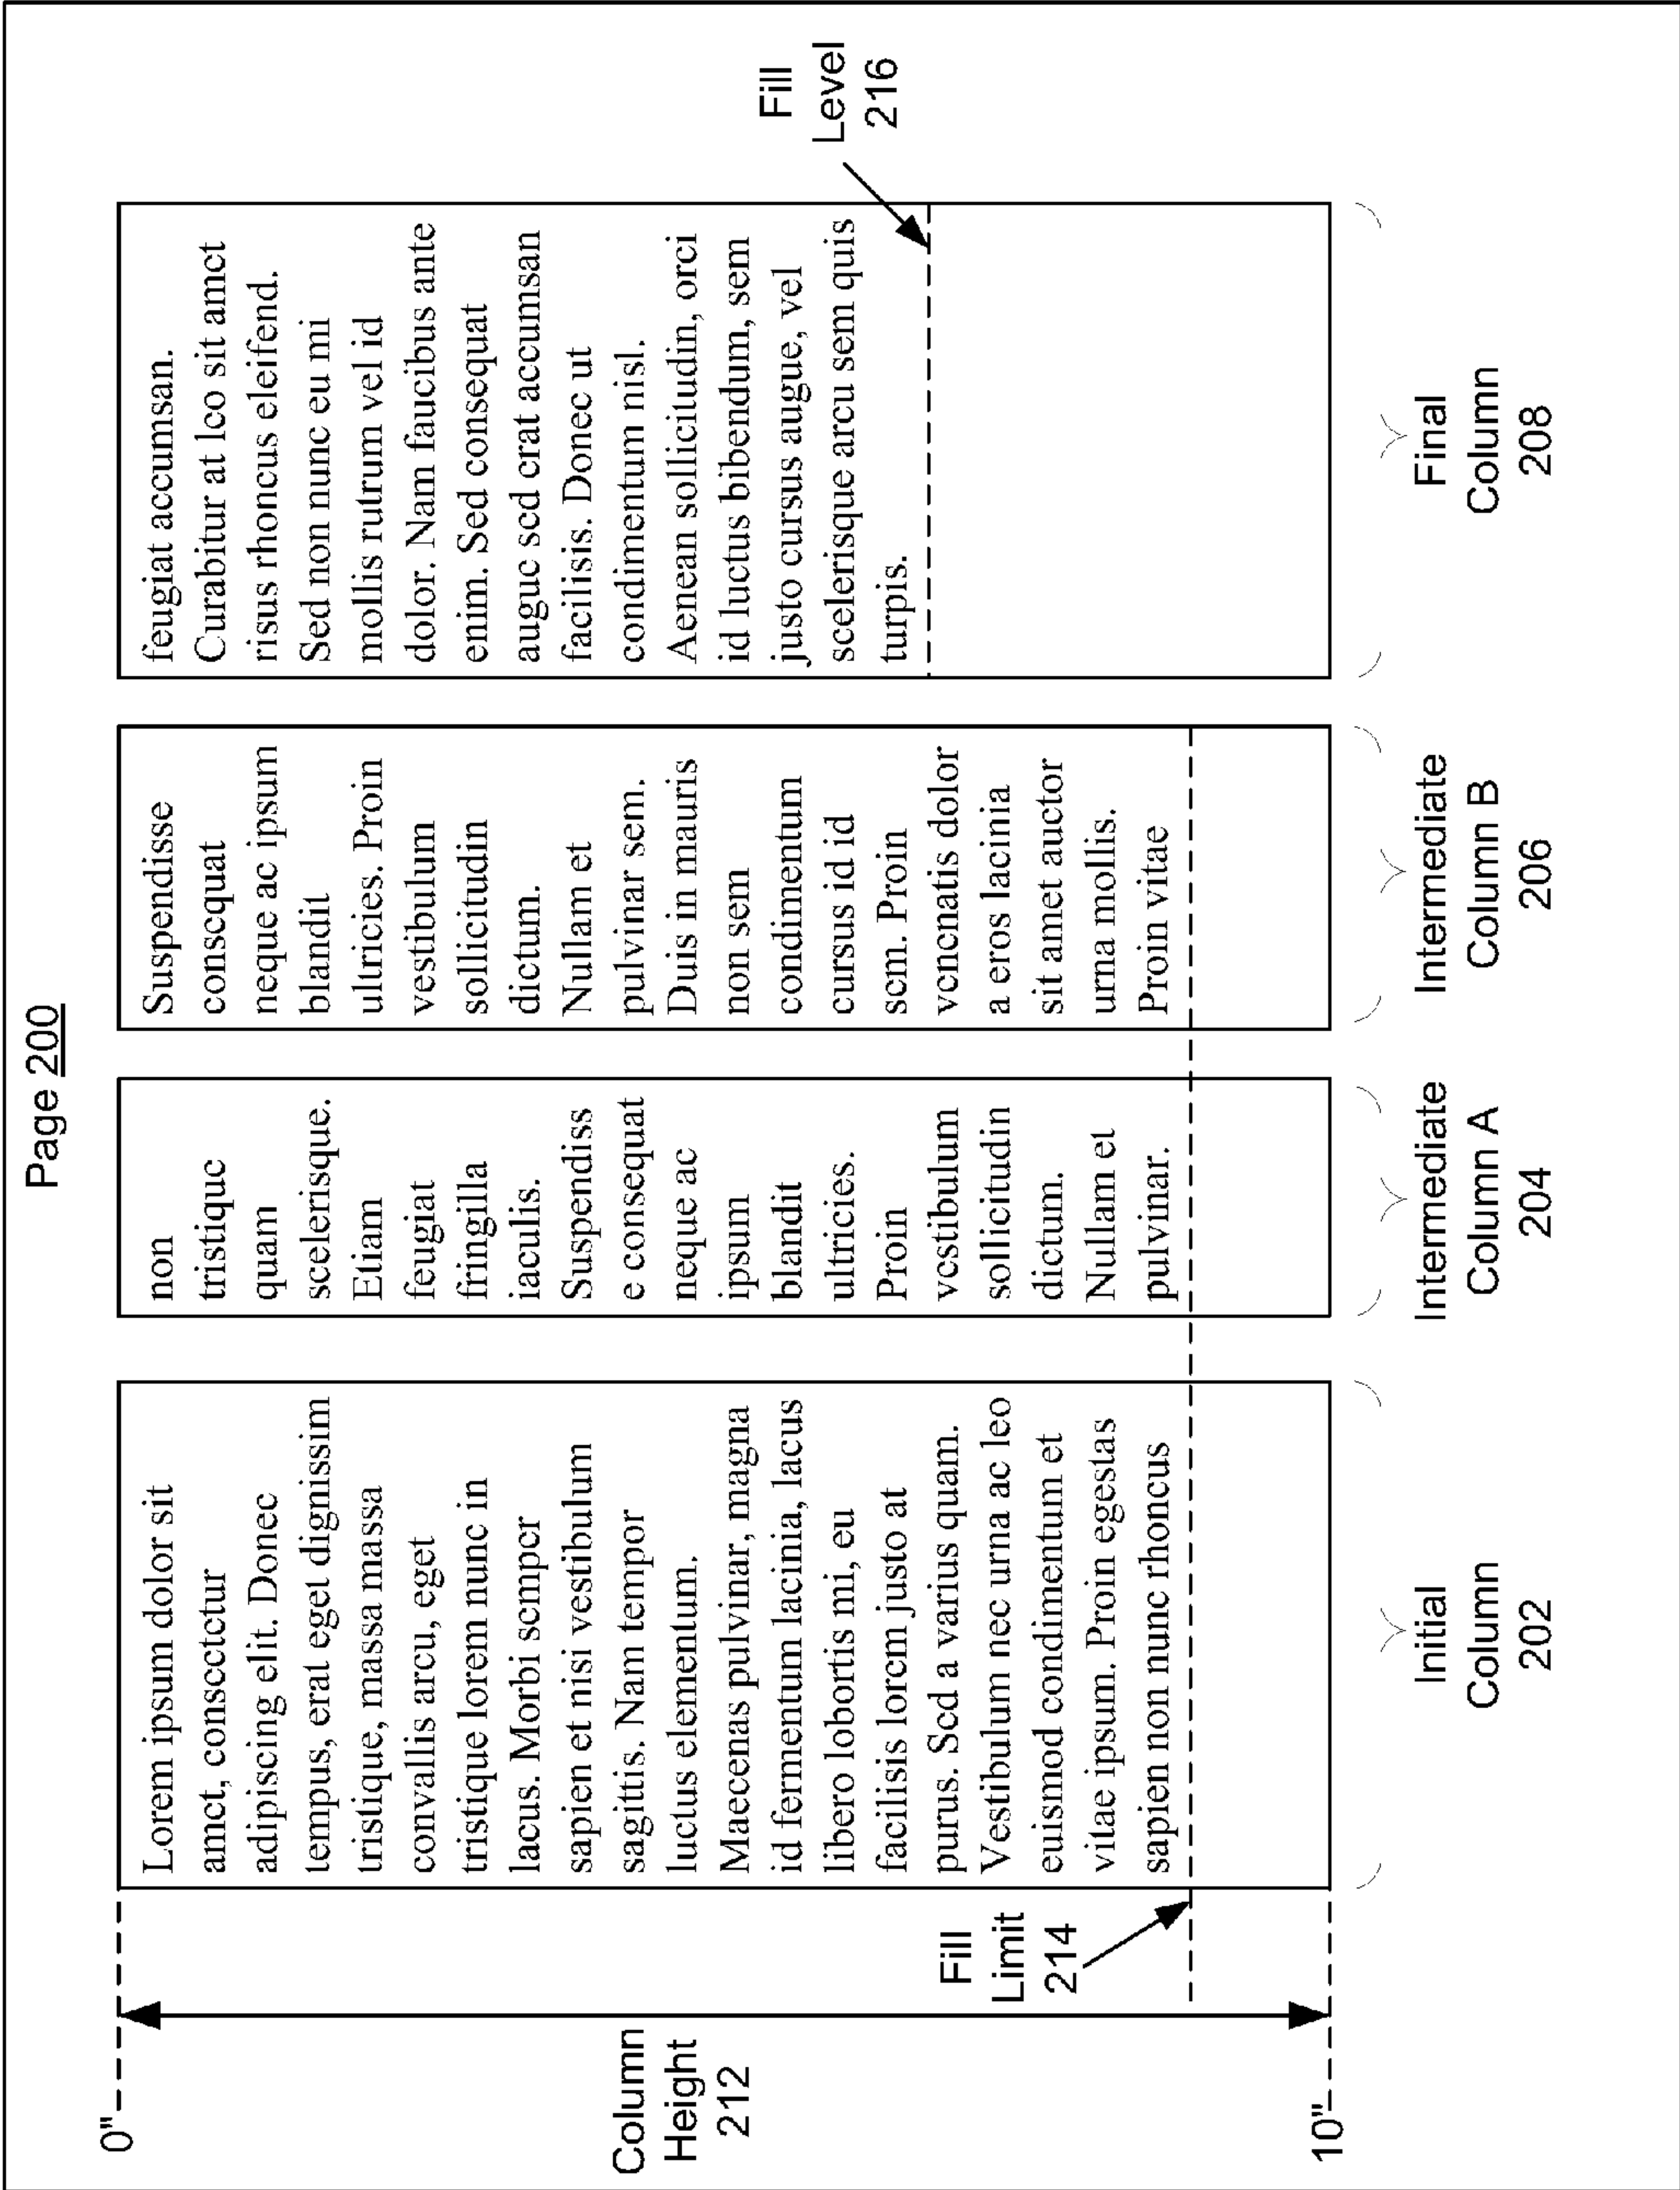 Page 200
0"
Column
Height
212
10"
Fill
Limit
214
Lorem ipsum dolor sit
amet, consectetur
adipiscing elit. Donec
tempus, erat eget dignissim
tristique, massa massa
convallis arcu, eget
tristique lorem nunc in
lacus. Morbi semper
sapien et nisi vestibulum
sagittis. Nam tempor
luctus elementum.
Maecenas pulvinar, magna
id fermentum lacinia, lacus
libero lobortis mi, eu
facilisis lorem justo at
purus. Sed a varius quam.
Vestibulum nec urna ac leo
euismod condimentum et
vitae ipsum. Proin egestas
sapien non nunc rhoncus
Initial
Column
202
non
tristique
quam
scelerisque.
Etiam
feugiat
fringilla
iaculis.
Suspendiss
e consequat
neque ac
ipsum
blandit
ultricies.
Proin
vestibulum
sollicitudin
dictum.
Nullam et
pulvinar.
Intermediate
Column A
204
Suspendisse
consequat
neque ac ipsum
blandit
ultricies. Proin
vestibulum
sollicitudin
dictum.
Nullam et
pulvinar sem.
Duis in mauris
non sem
condimentum
cursus id id
sem. Proin
venenatis dolor
a eros lacinia
sit amet auctor
urna mollis.
Proin vitae
Intermediate
Column B
206
feugiat accumsan.
Curabitur at leo sit amet
risus rhoncus eleifend.
Sed non nunc eu mi
mollis rutrum vel id
dolor. Nam faucibus ante
enim. Sed consequat
augue sed erat accumsan
facilisis. Donec ut
condimentum nisl.
Aenean sollicitudin, orci
id luctus bibendum, sem
justo cursus augue, vel
scelerisque arcu sem quis
turpis.
Final
Column
208
Fill
Level
216